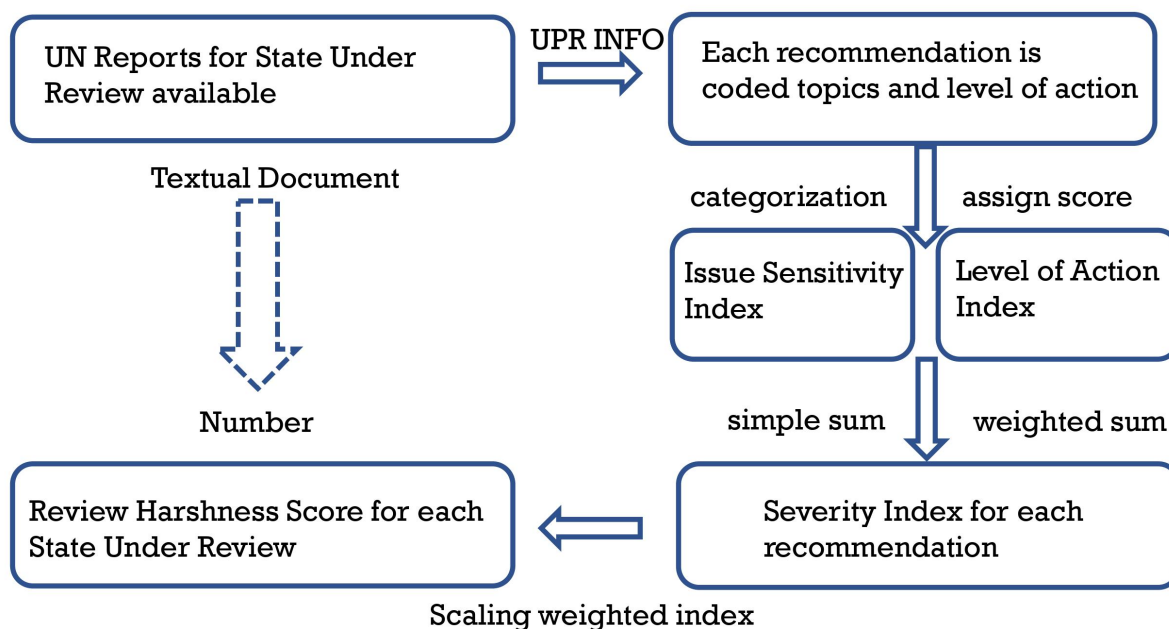 UN Reports for State Under
Review available
UPR INFO
Each recommendation is
coded topics and level of action
Textual Document
categorization
assign score
Issue Sensitivity
Index
Level of Action
Index
Number
simple sum
weighted sum
Review Harshness Score for each
State Under Review
Severity Index for each
recommendation
Scaling weighted index